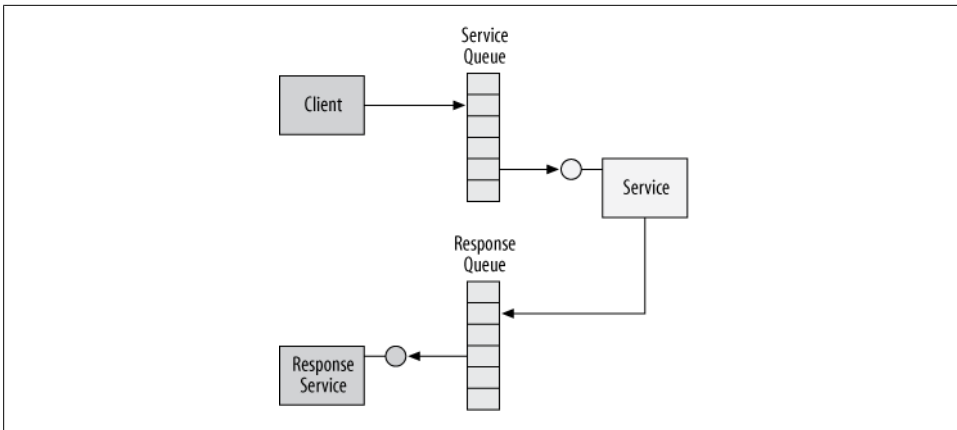 Service
Queue
Client
Service
Response
Queue
Response
Service